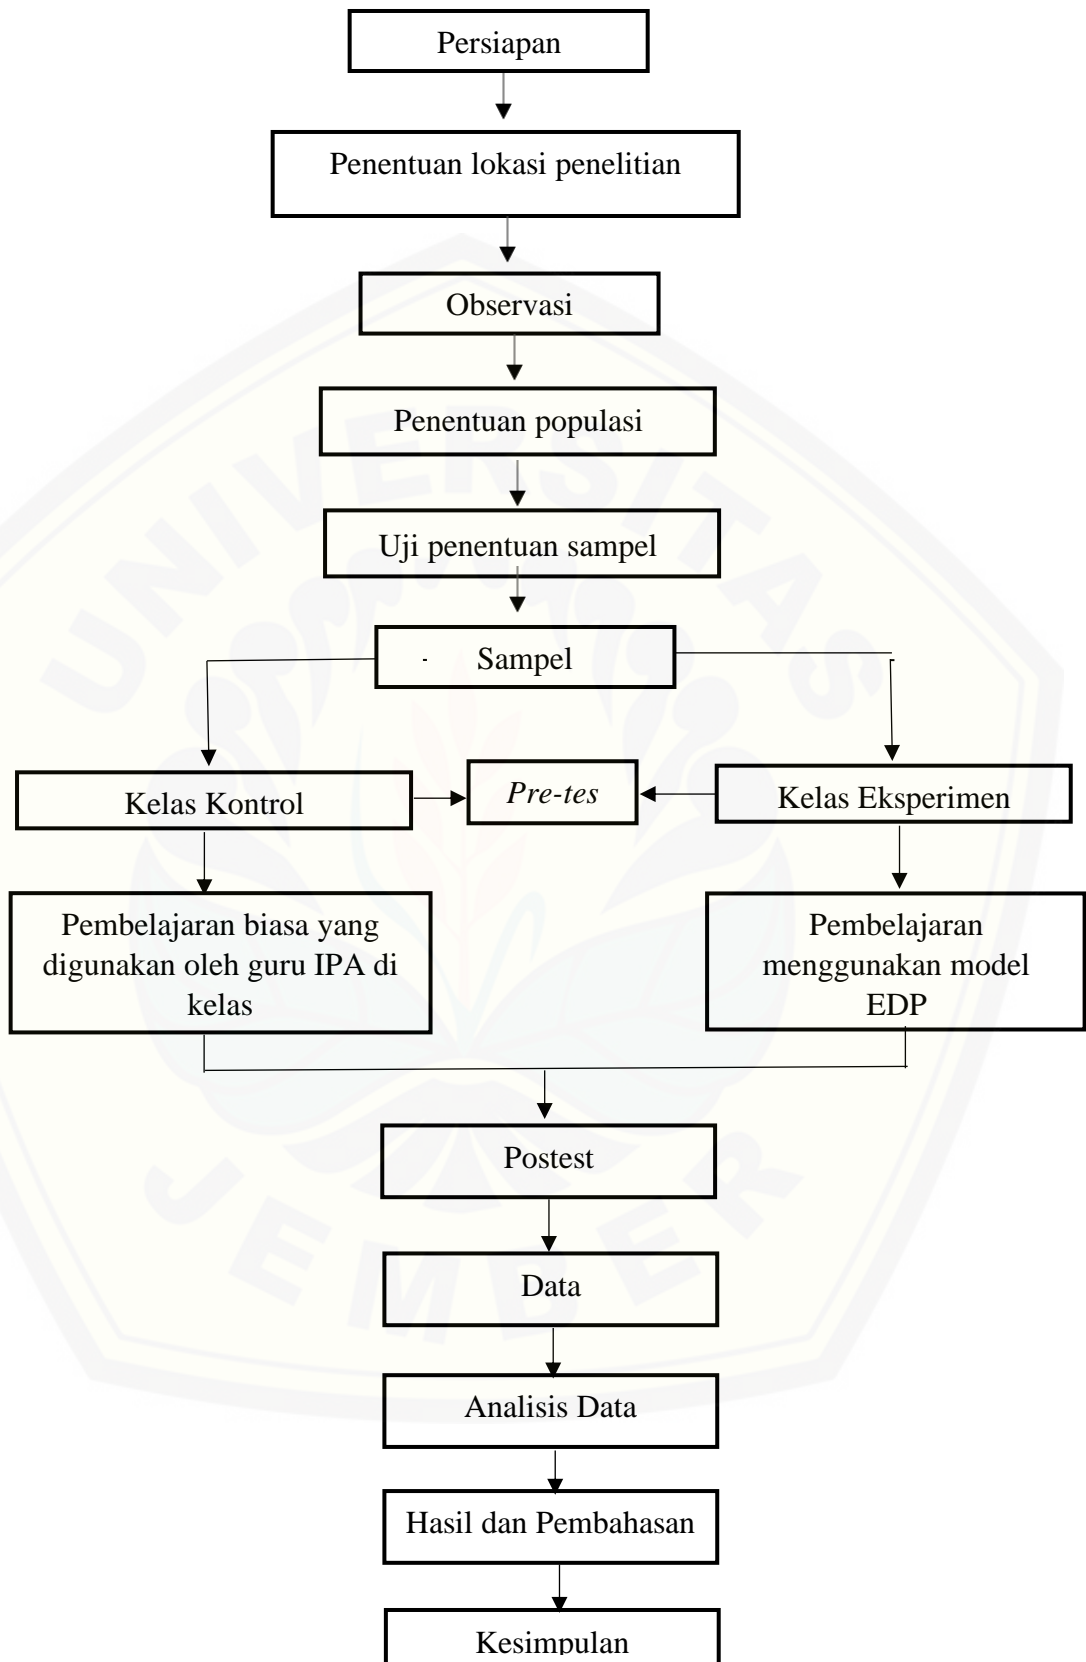 Persiapan
Penentuan lokasi penelitian
Observasi
Penentuan populasi
Uji penentuan sampel
- Sampel
Kelas Kontrol
Pre-tes
Kelas Eksperimen
Pembelajaran biasa yang
digunakan oleh guru IPA di
kelas
Pembelajaran
menggunakan model
EDP
Postest
Data
Analisis Data
Hasil dan Pembahasan
Kesimpulan
UNIVERSITAS
JEMBER